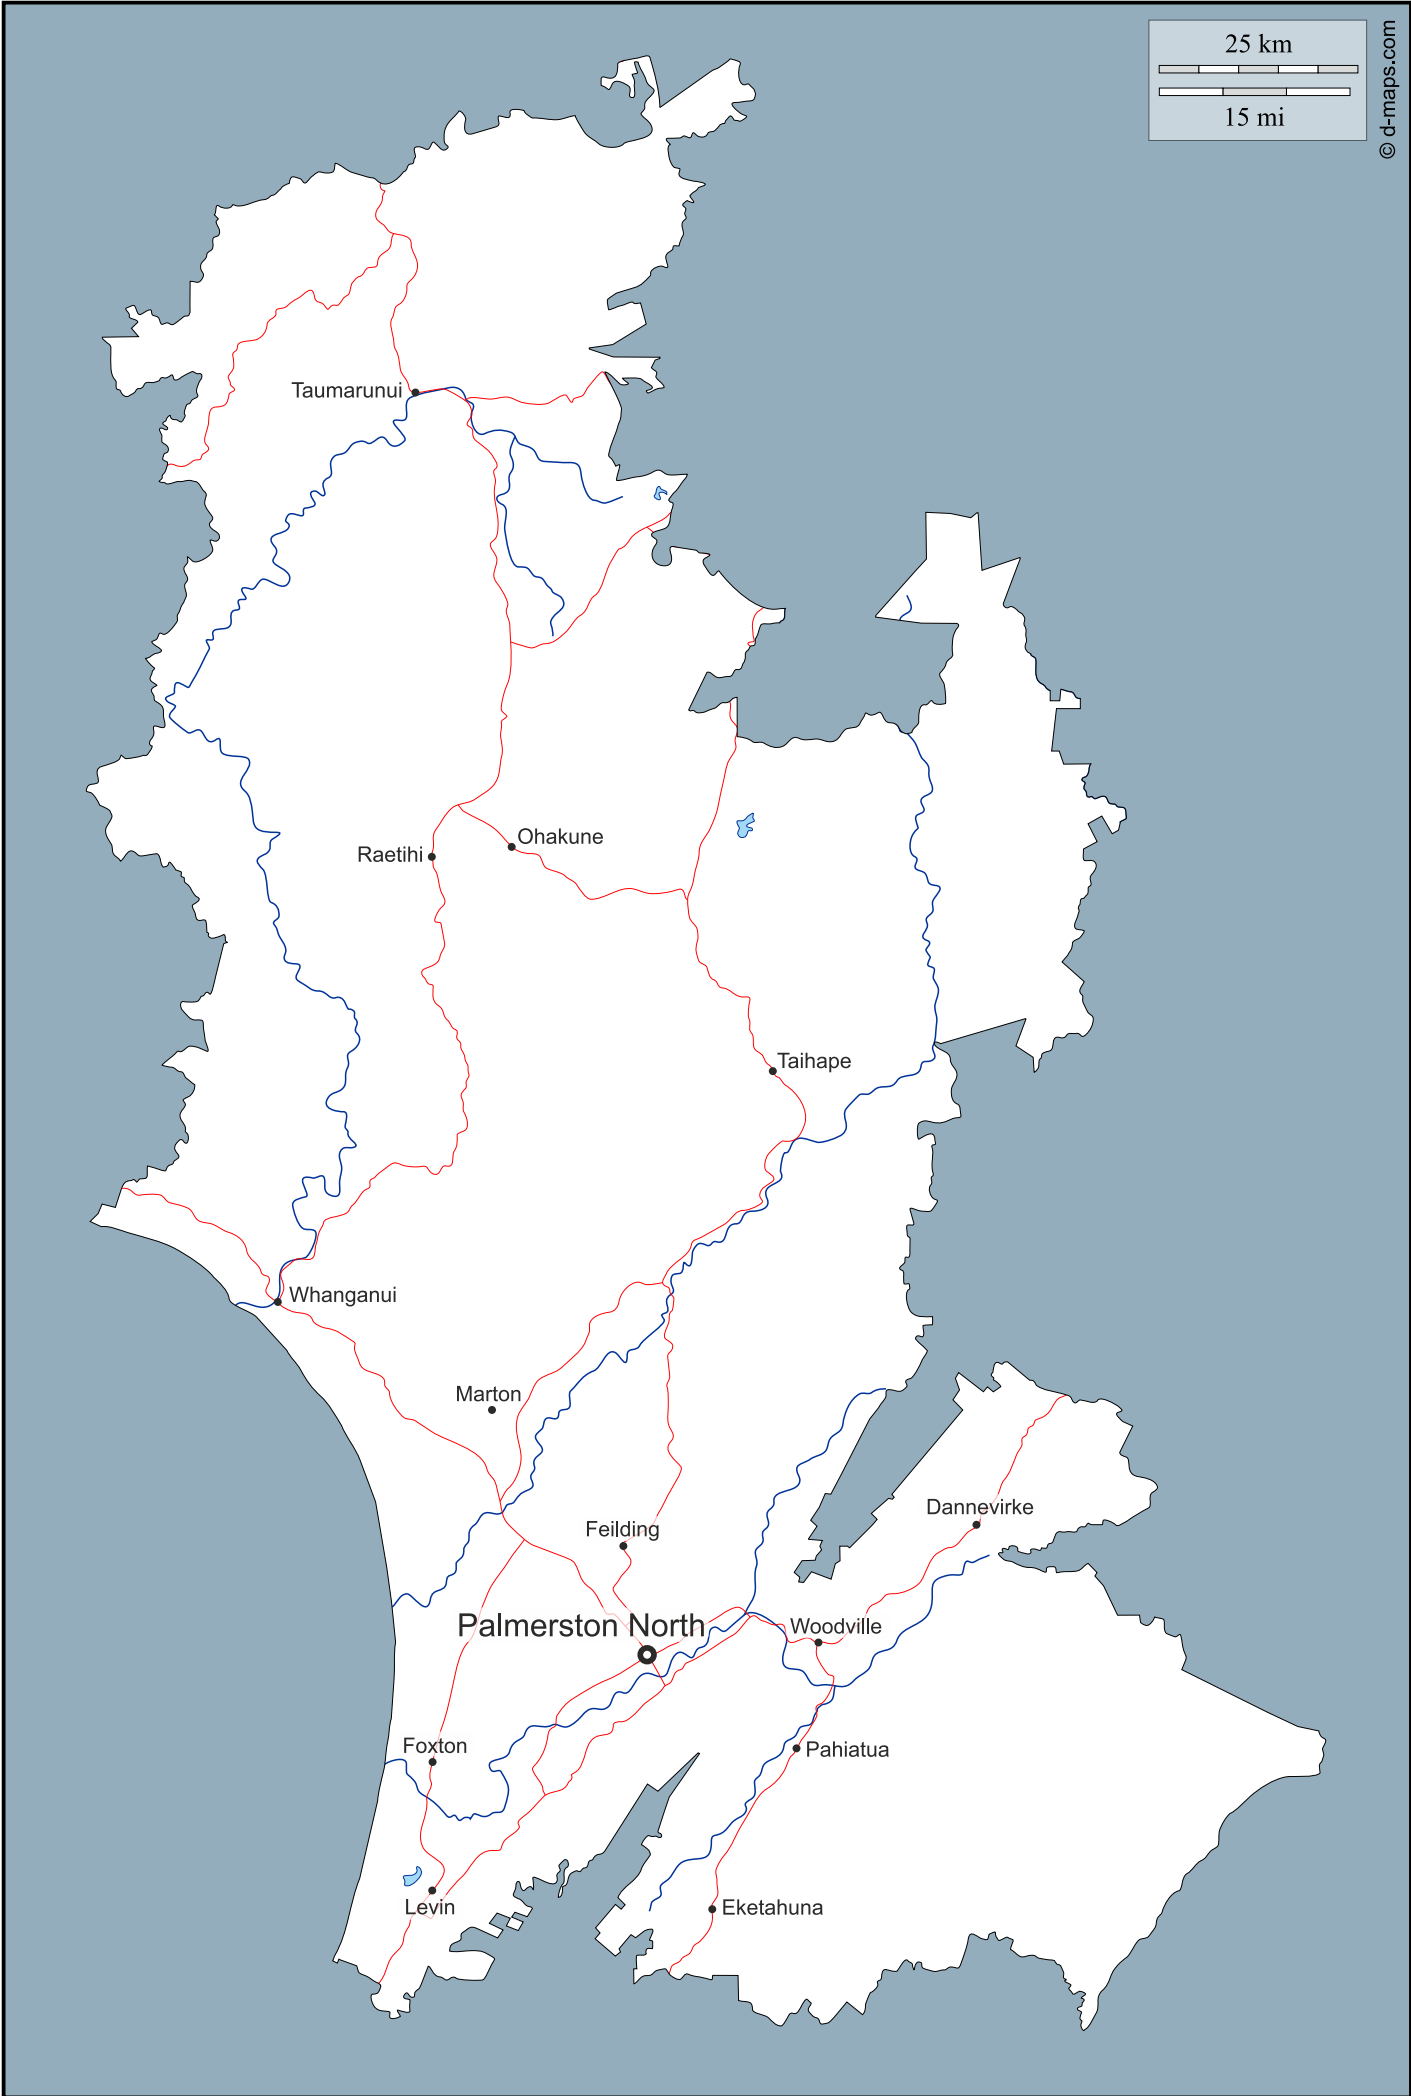 25 km
15 mi
© d-maps.com
Taumarunui
Ohakune
Raetihi
Taihape
Whanganui
Marton
Dannevirke
Feilding
Palmerston North
Woodville
Foxton
Pahiatua
Levin
Eketahuna